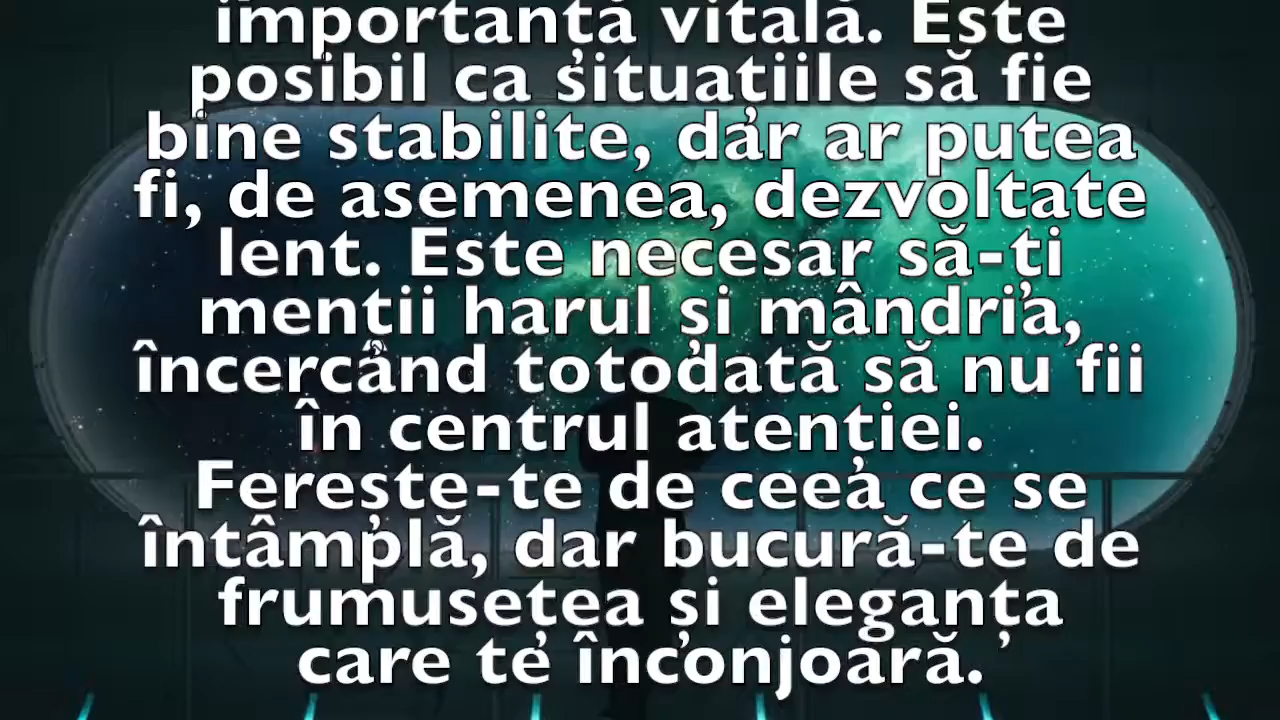 importanță vitală. Este
posibil ca situațiile să fie
bine stabilite, dar ar putea
fi, de asemenea, dezvoltate
lent. Este necesar să-ți
menții harul și mândria,
încercând totodată să nu fii
în centrul atenției.
Ferește-te de ceea ce se
întâmplă, dar bucură-te de
frumusețea și eleganța
care te înconjoară.